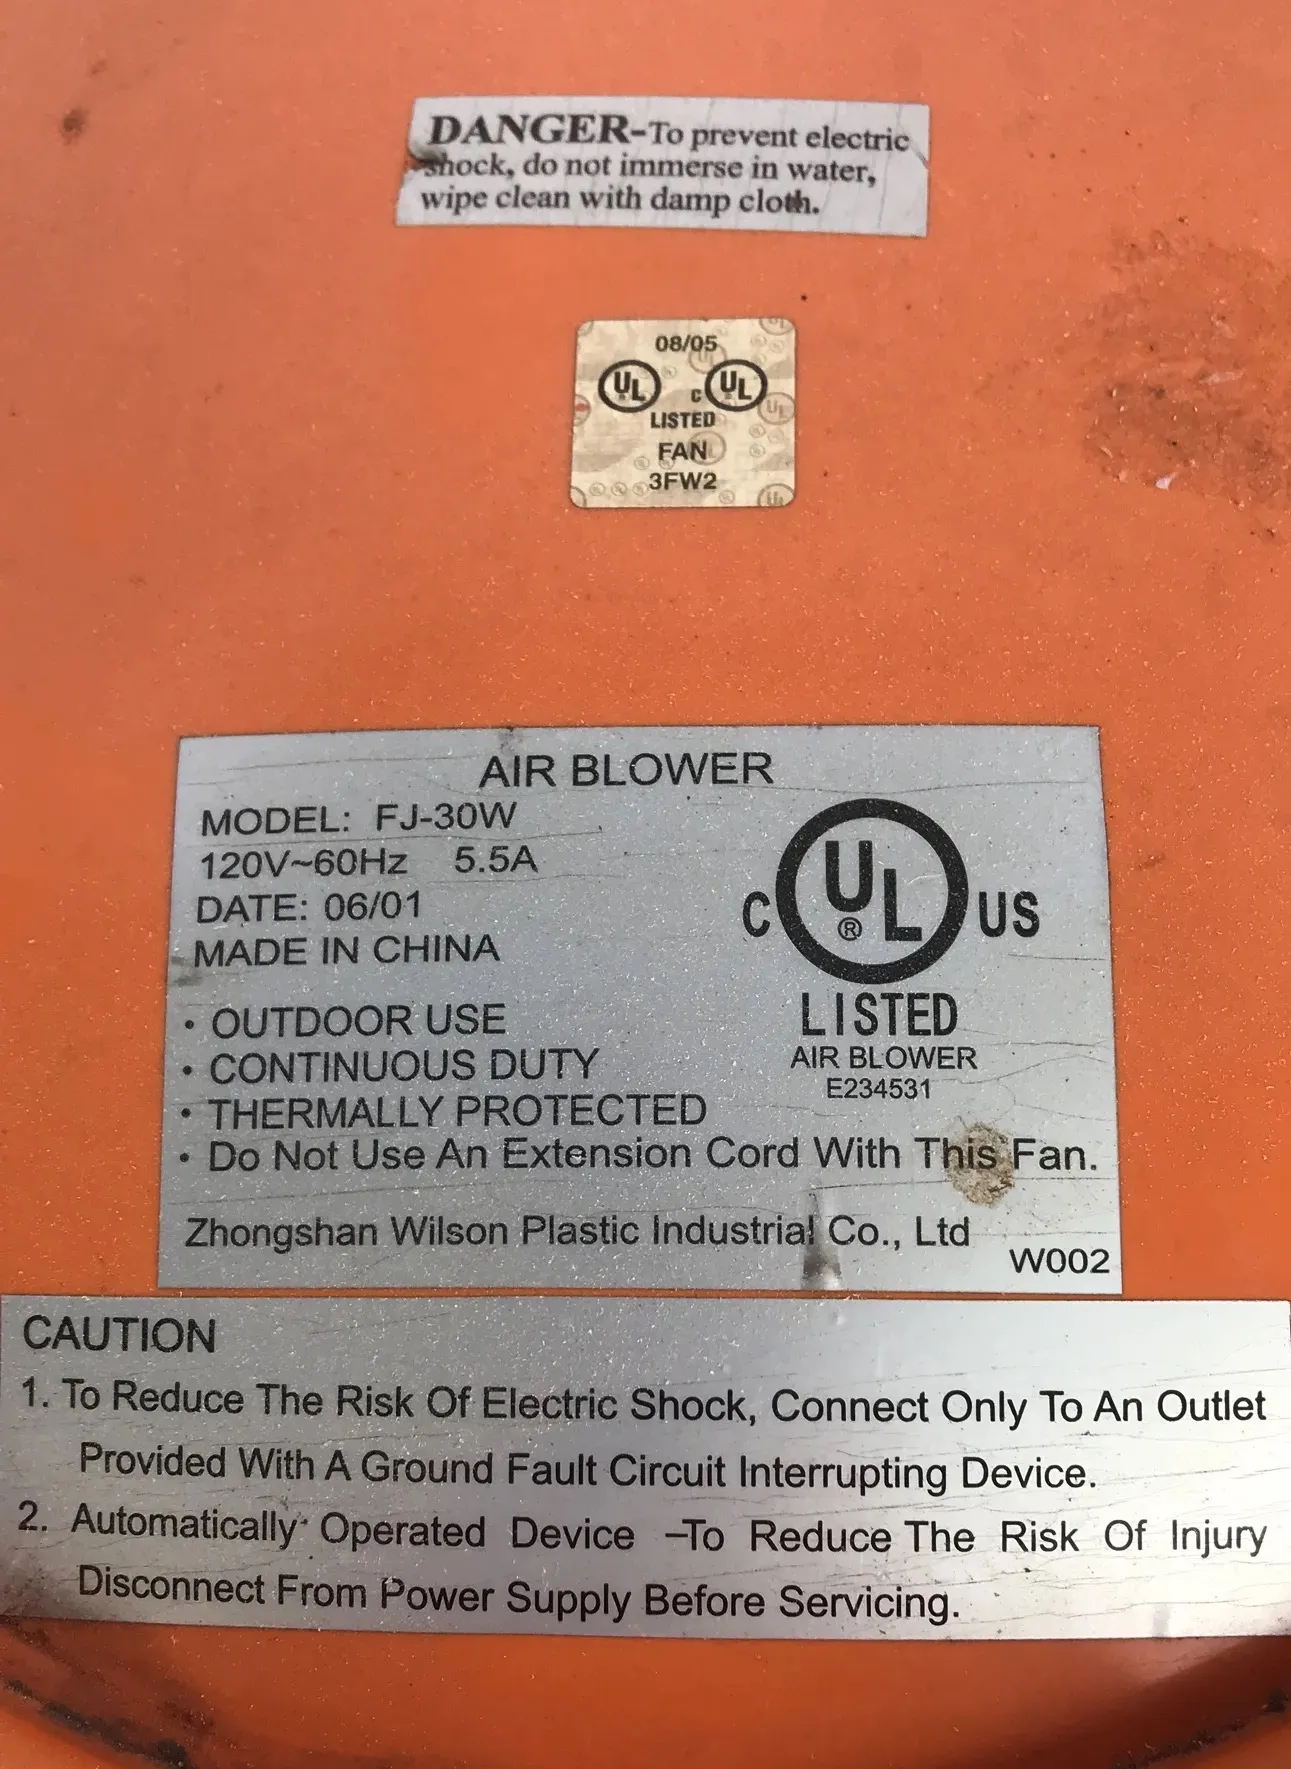 DANGER-To prevent electric
shock, do not immerse in water,
wipe clean with damp cloth.
08/05
UL C UL
LISTED
FAN
3FW2
AIR BLOWER
MODEL: FJ-30W
120V~60Hz 5.5A
DATE: 06/01
MADE IN CHINA
C UL® US
LISTED
AIR BLOWER
E234531
• OUTDOOR USE
• CONTINUOUS DUTY
• THERMALLY PROTECTED
• Do Not Use An Extension Cord With This Fan.
Zhongshan Wilson Plastic Industrial Co., Ltd
W002
CAUTION
1. To Reduce The Risk Of Electric Shock, Connect Only To An Outlet
Provided With A Ground Fault Circuit Interrupting Device.
2. Automatically Operated Device –To Reduce The Risk Of Injury
Disconnect From Power Supply Before Servicing.